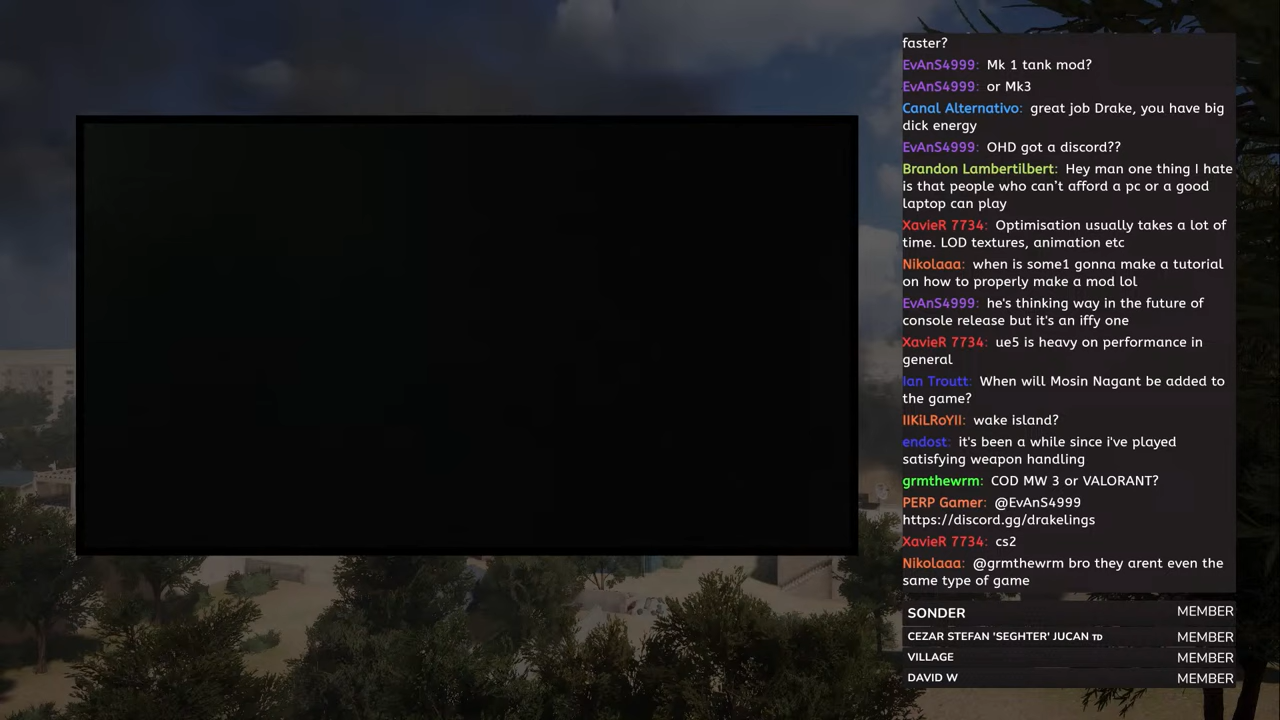 faster?
EvAnS4999: Mk 1 tank mod?
EvAnS4999: or Mk3
Canal Alternativo: great job Drake, you have big
dick energy
EvAnS4999: OHD got a discord??
Brandon Lambertilbert: Hey man one thing I hate
is that people who can't afford a pc or a good
laptop can play
XavieR 7734: Optimisation usually takes a lot of
time. LOD textures, animation etc
Nikolaaa: when is some1 gonna make a tutorial
on how to properly make a mod lol
EvAnS4999: he's thinking way in the future of
console release but it's an iffy one
XavieR 7734: ue5 is heavy on performance in
general
Ian Troutt: When will Mosin Nagant be added to
the game?
IIKiLRoYII: wake island?
endost: it's been a while since i've played
satisfying weapon handling
grmthewrm: COD MW 3 or VALORANT?
PERP Gamer: @EvAnS4999
https://discord.gg/drakelings
XavieR 7734: cs2
Nikolaaa: @grmthewrm bro they arent even the
same type of game
SONDER MEMBER
CEZAR STEFAN 'SEGHTER' JUCAN TD MEMBER
VILLAGE MEMBER
DAVID W MEMBER